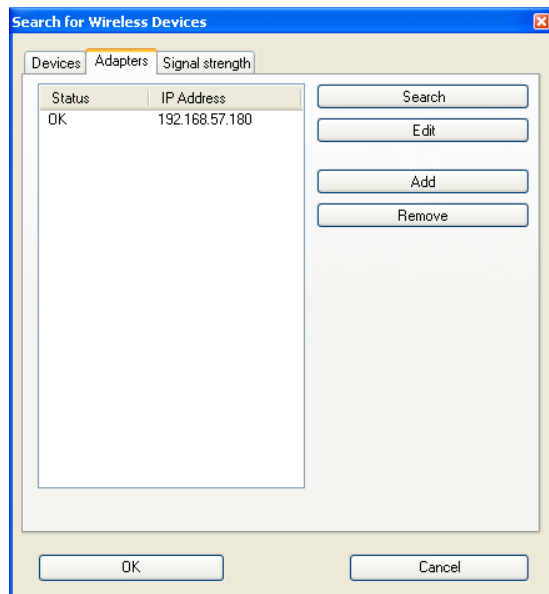 Search for Wireless Devices
Devices Adapters Signal strength
Status IP Address Search
OK 192.168.57.180
Edit
Add
Remove
OK Cancel